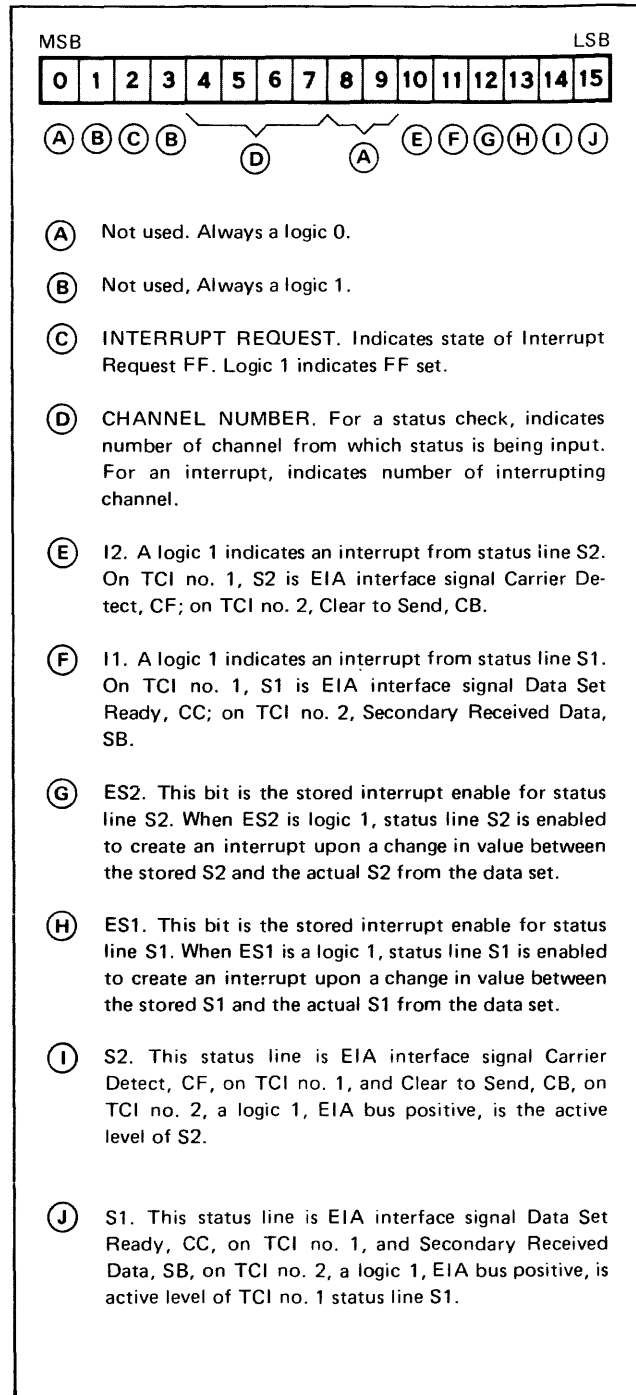 MSB LSB
0 1 2 3 4 5 6 7 8 9 10 11 12 13 14 15
A B C B D A E F G H I J
A Not used. Always a logic 0.
B Not used, Always a logic 1.
C INTERRUPT REQUEST. Indicates state of Interrupt
Request FF. Logic 1 indicates FF set.
D CHANNEL NUMBER. For a status check, indicates
number of channel from which status is being input.
For an interrupt, indicates number of interrupting
channel.
E I2. A logic 1 indicates an interrupt from status line S2.
On TCI no. 1, S2 is EIA interface signal Carrier De-
tect, CF; on TCI no. 2, Clear to Send, CB.
F I1. A logic 1 indicates an interrupt from status line S1.
On TCI no. 1, S1 is EIA interface signal Data Set
Ready, CC; on TCI no. 2, Secondary Received Data,
SB.
G ES2. This bit is the stored interrupt enable for status
line S2. When ES2 is logic 1, status line S2 is enabled
to create an interrupt upon a change in value between
the stored S2 and the actual S2 from the data set.
H ES1. This bit is the stored interrupt enable for status
line S1. When ES1 is a logic 1, status line S1 is enabled
to create an interrupt upon a change in value between
the stored S1 and the actual S1 from the data set.
I S2. This status line is EIA interface signal Carrier
Detect, CF, on TCI no. 1, and Clear to Send, CB, on
TCI no. 2, a logic 1, EIA bus positive, is the active
level of S2.
J S1. This status line is EIA interface signal Data Set
Ready, CC, on TCI no. 1, and Secondary Received
Data, SB, on TCI no. 2, a logic 1, EIA bus positive, is
active level of TCI no. 1 status line S1.